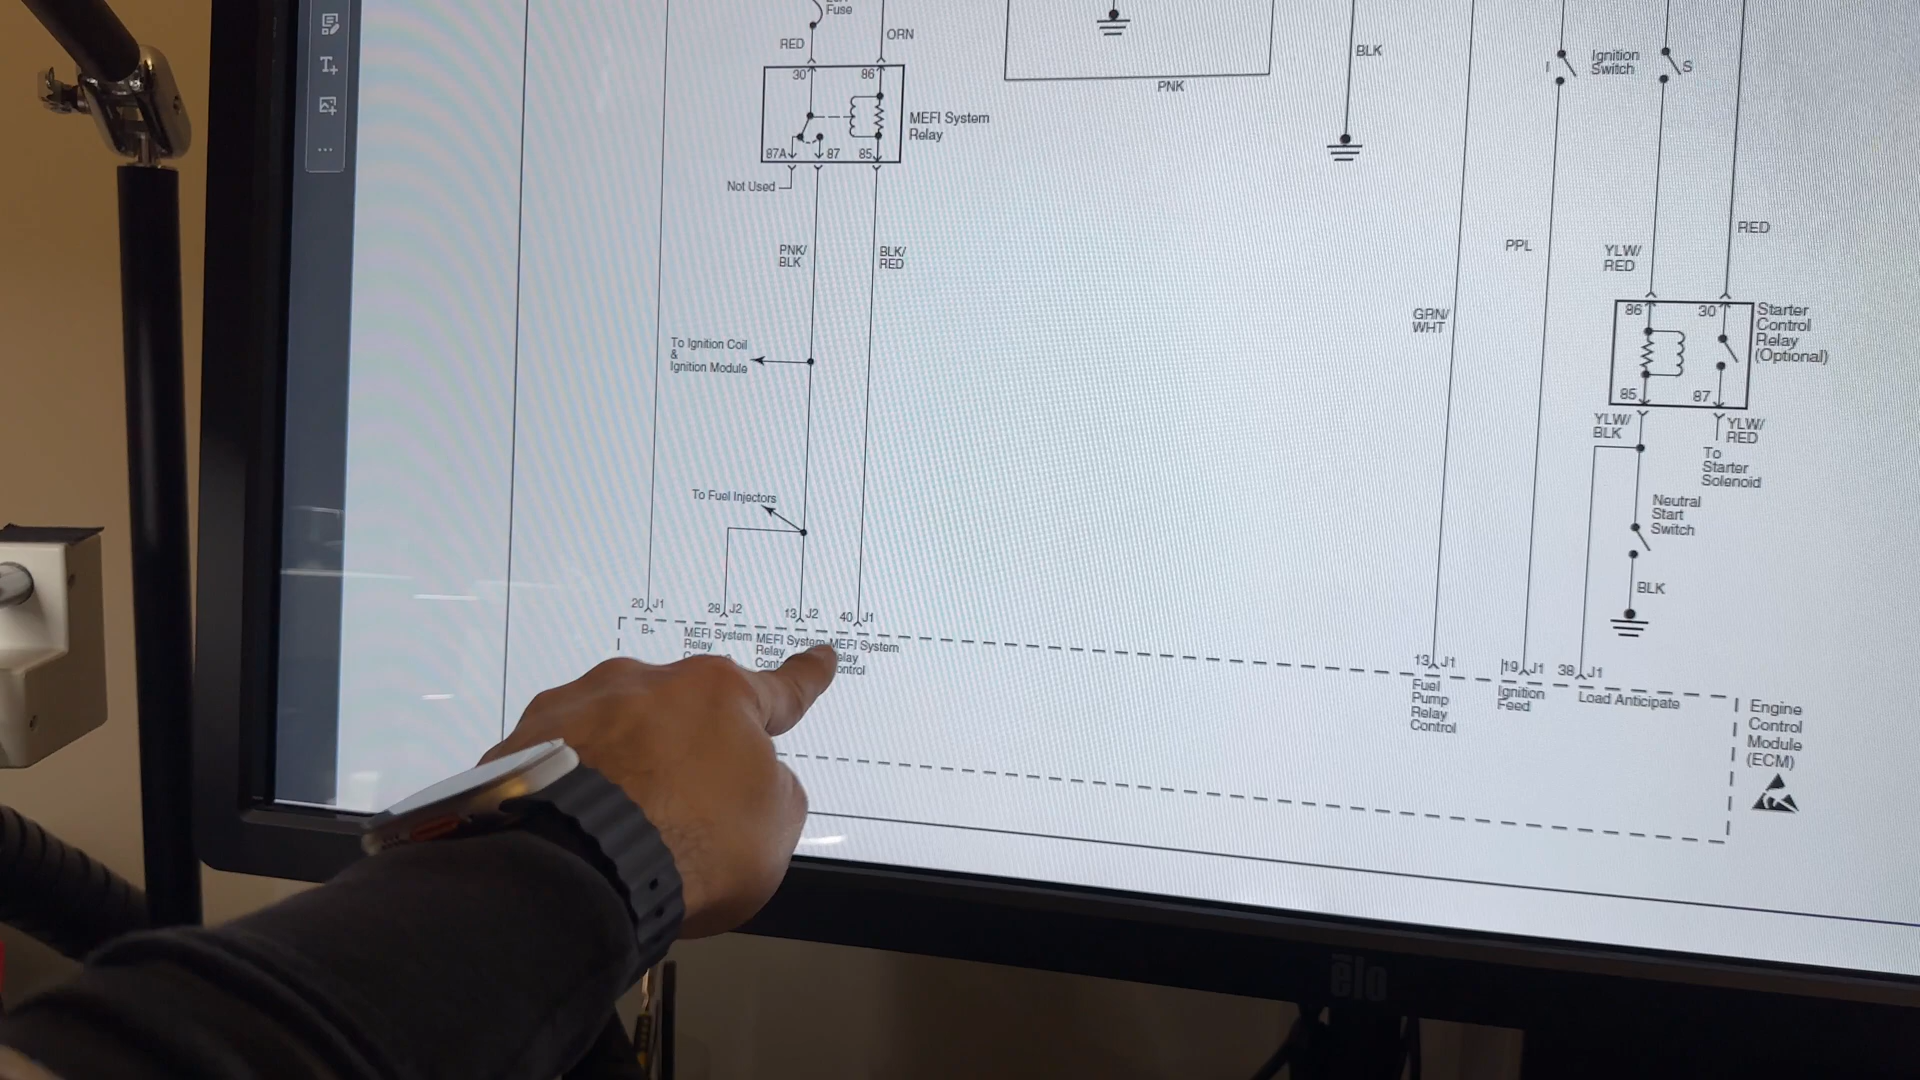 Fuse
RED
ORN
30
86
MEFI System
Relay
87A
87
85
Not Used
PNK/
BLK
BLK/
RED
To Ignition Coil
&
Ignition Module
To Fuel Injectors
PNK
BLK
I
Ignition
Switch
S
GRN/
WHT
PPL
YLW/
RED
RED
86
30
Starter
Control
Relay
(Optional)
85
87
YLW/
BLK
YLW/
RED
To
Starter
Solenoid
Neutral
Start
Switch
BLK
20 J1
28 J2
13 J2
40 J1
B+
MEFI System
Relay
MEFI System
Relay
MEFI System
13 J1
19 J1
38 J1
Fuel
Pump
Relay
Control
Ignition
Feed
Load Anticipate
Engine
Control
Module
(ECM)
elo